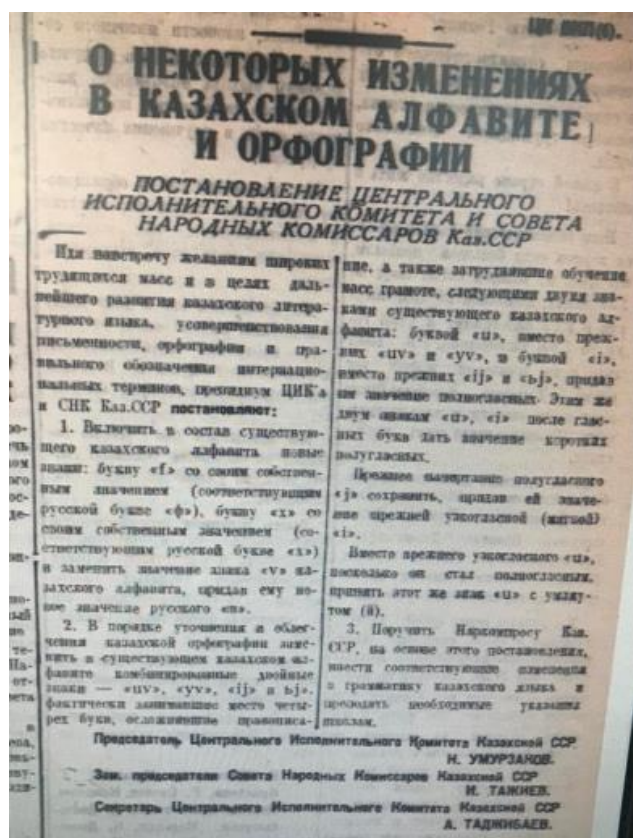 ЦК ВКП(б).
О НЕКОТОРЫХ ИЗМЕНЕНИЯХ
В КАЗАХСКОМ АЛФАВИТЕ
И ОРФОГРАФИИ
ПОСТАНОВЛЕНИЕ ЦЕНТРАЛЬНОГО
ИСПОЛНИТЕЛЬНОГО КОМИТЕТА И СОВЕТА
НАРОДНЫХ КОМИССАРОВ Каз.ССР
Идя навстречу желаниям широких
трудящихся масс и в целях даль-
нейшего развития казахского литера-
турного языка, усовершенствования
письменности, орфографии и пра-
вильного обозначения интернацио-
нальных терминов, президиум ЦИК'а
и СНК Каз.ССР постановляют:
1. Включить в состав существую-
щего казахского алфавита новые
знаки: букву «f» со своим собствен-
ным значением (соответствующим
русской букве «ф»), букву «x» со
своим собственным значением (со-
ответствующим русской букве «х»)
и заменить значение знака «v» ка-
захского алфавита, придав ему но-
вое значение русского «в».
2. В порядке уточнения и облег-
чения казахской орфографии заме-
нить в существующем казахском ал-
фавите комбинированные двойные
знаки — «uv», «yv», «ij» и «ьj»,
фактически занимавшие место четы-
рех букв, осложнявшие правописа-
ние, а также затруднявшие обучение
масс грамоте, следующими двумя зна-
ками существующего казахского ал-
фавита: буквой «u», вместо преж-
них «uv» и «yv», и буквой «i»,
вместо прежних «ij» и «ьj», придав
им значение полногласных. Этим же
двум знакам «u», «i» после глас-
ных букв дать значение коротких
полугласных.
Прежнее начертание полугласного
«j» сохранить, придав ей значе-
ние прежней узкогласной (мягкой)
«i».
Вместо прежнего узкогласного «u»,
поскольку он стал полногласным,
принять этот же знак «u» с умляу-
том (ü).
3. Поручить Наркомпросу Каз.
ССР, на основе этого постановления,
внести соответствующие изменения
в грамматику казахского языка и
преподать необходимые указания
школам.
Председатель Центрального Исполнительного Комитета Казахской ССР
Н. УМУРЗАКОВ.
Зам. председателя Совета Народных Комиссаров Казахской ССР
И. ТАЖИЕВ.
Секретарь Центрального Исполнительного Комитета Казахской ССР
А. ТАДЖИБАЕВ.